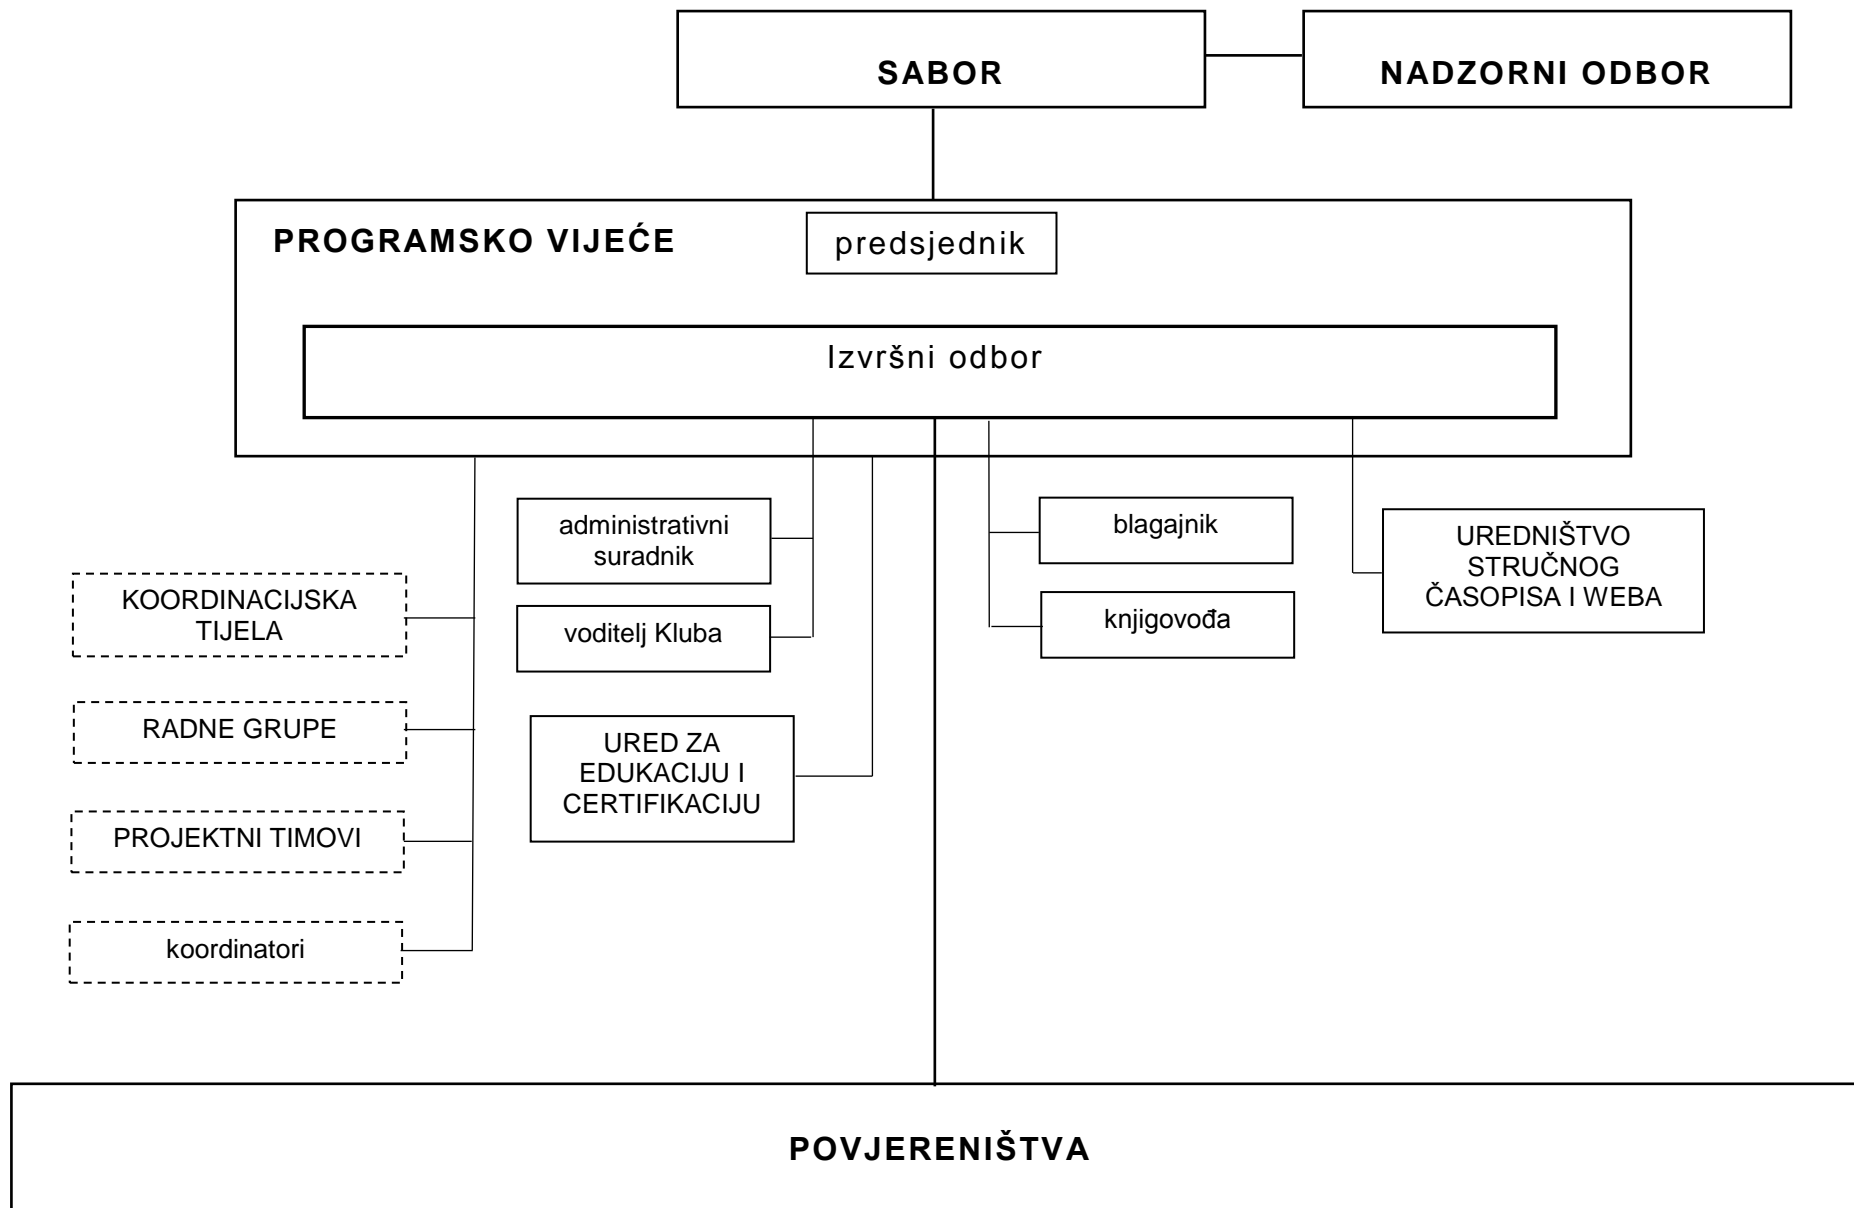 SABOR
NADZORNI ODBOR
PROGRAMSKO VIJEĆE
predsjednik
Izvršni odbor
administrativni
suradnik
voditelj Kluba
blagajnik
knjigovođa
UREDNIŠTVO
STRUČNOG
ČASOPISA I WEBA
KOORDINACIJSKA
TIJELA
RADNE GRUPE
PROJEKTNI TIMOVI
koordinatori
URED ZA
EDUKACIJU I
CERTIFIKACIJU
POVJERENIŠTVA